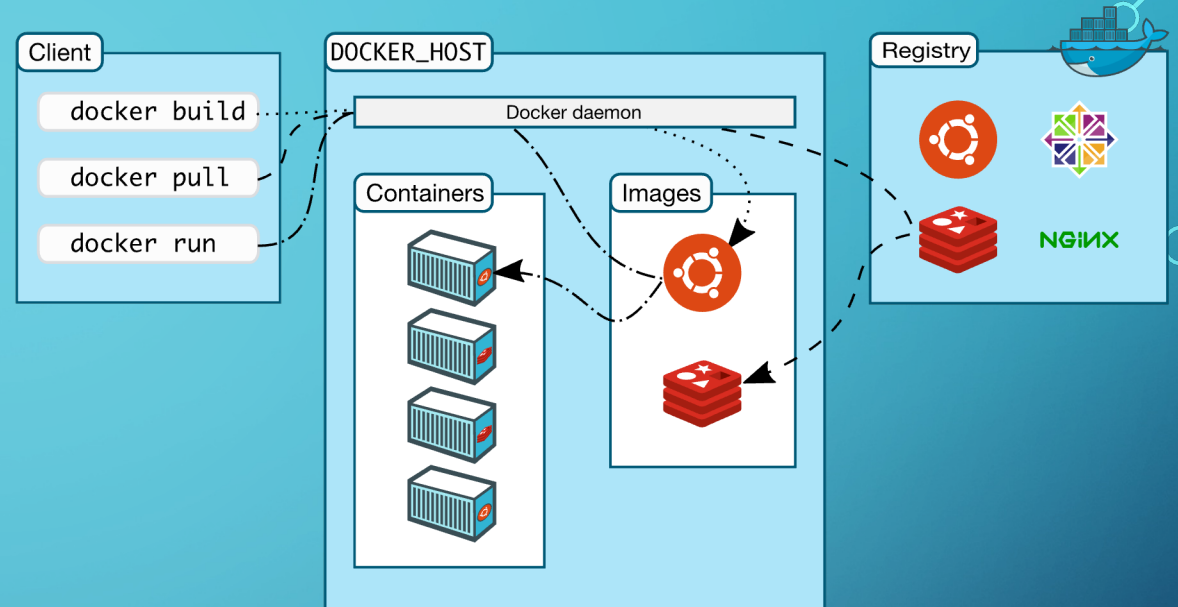 Client
docker build
docker pull
docker run
DOCKER_HOST
Docker daemon
Containers
Images
Registry
NGINX